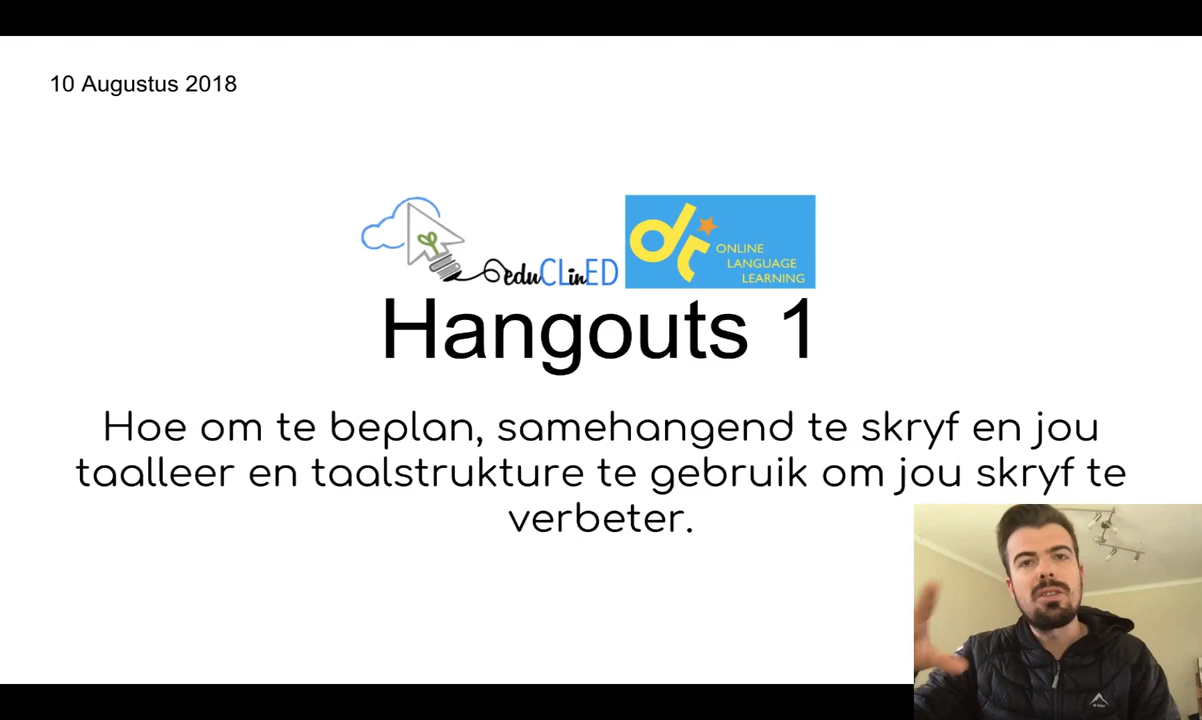 10 Augustus 2018
eduCLinED
ONLINE
LANGUAGE
LEARNING
Hangouts 1
Hoe om te beplan, samehangend te skryf en jou
taalleer en taalstrukture te gebruik om jou skryf te
verbeter.